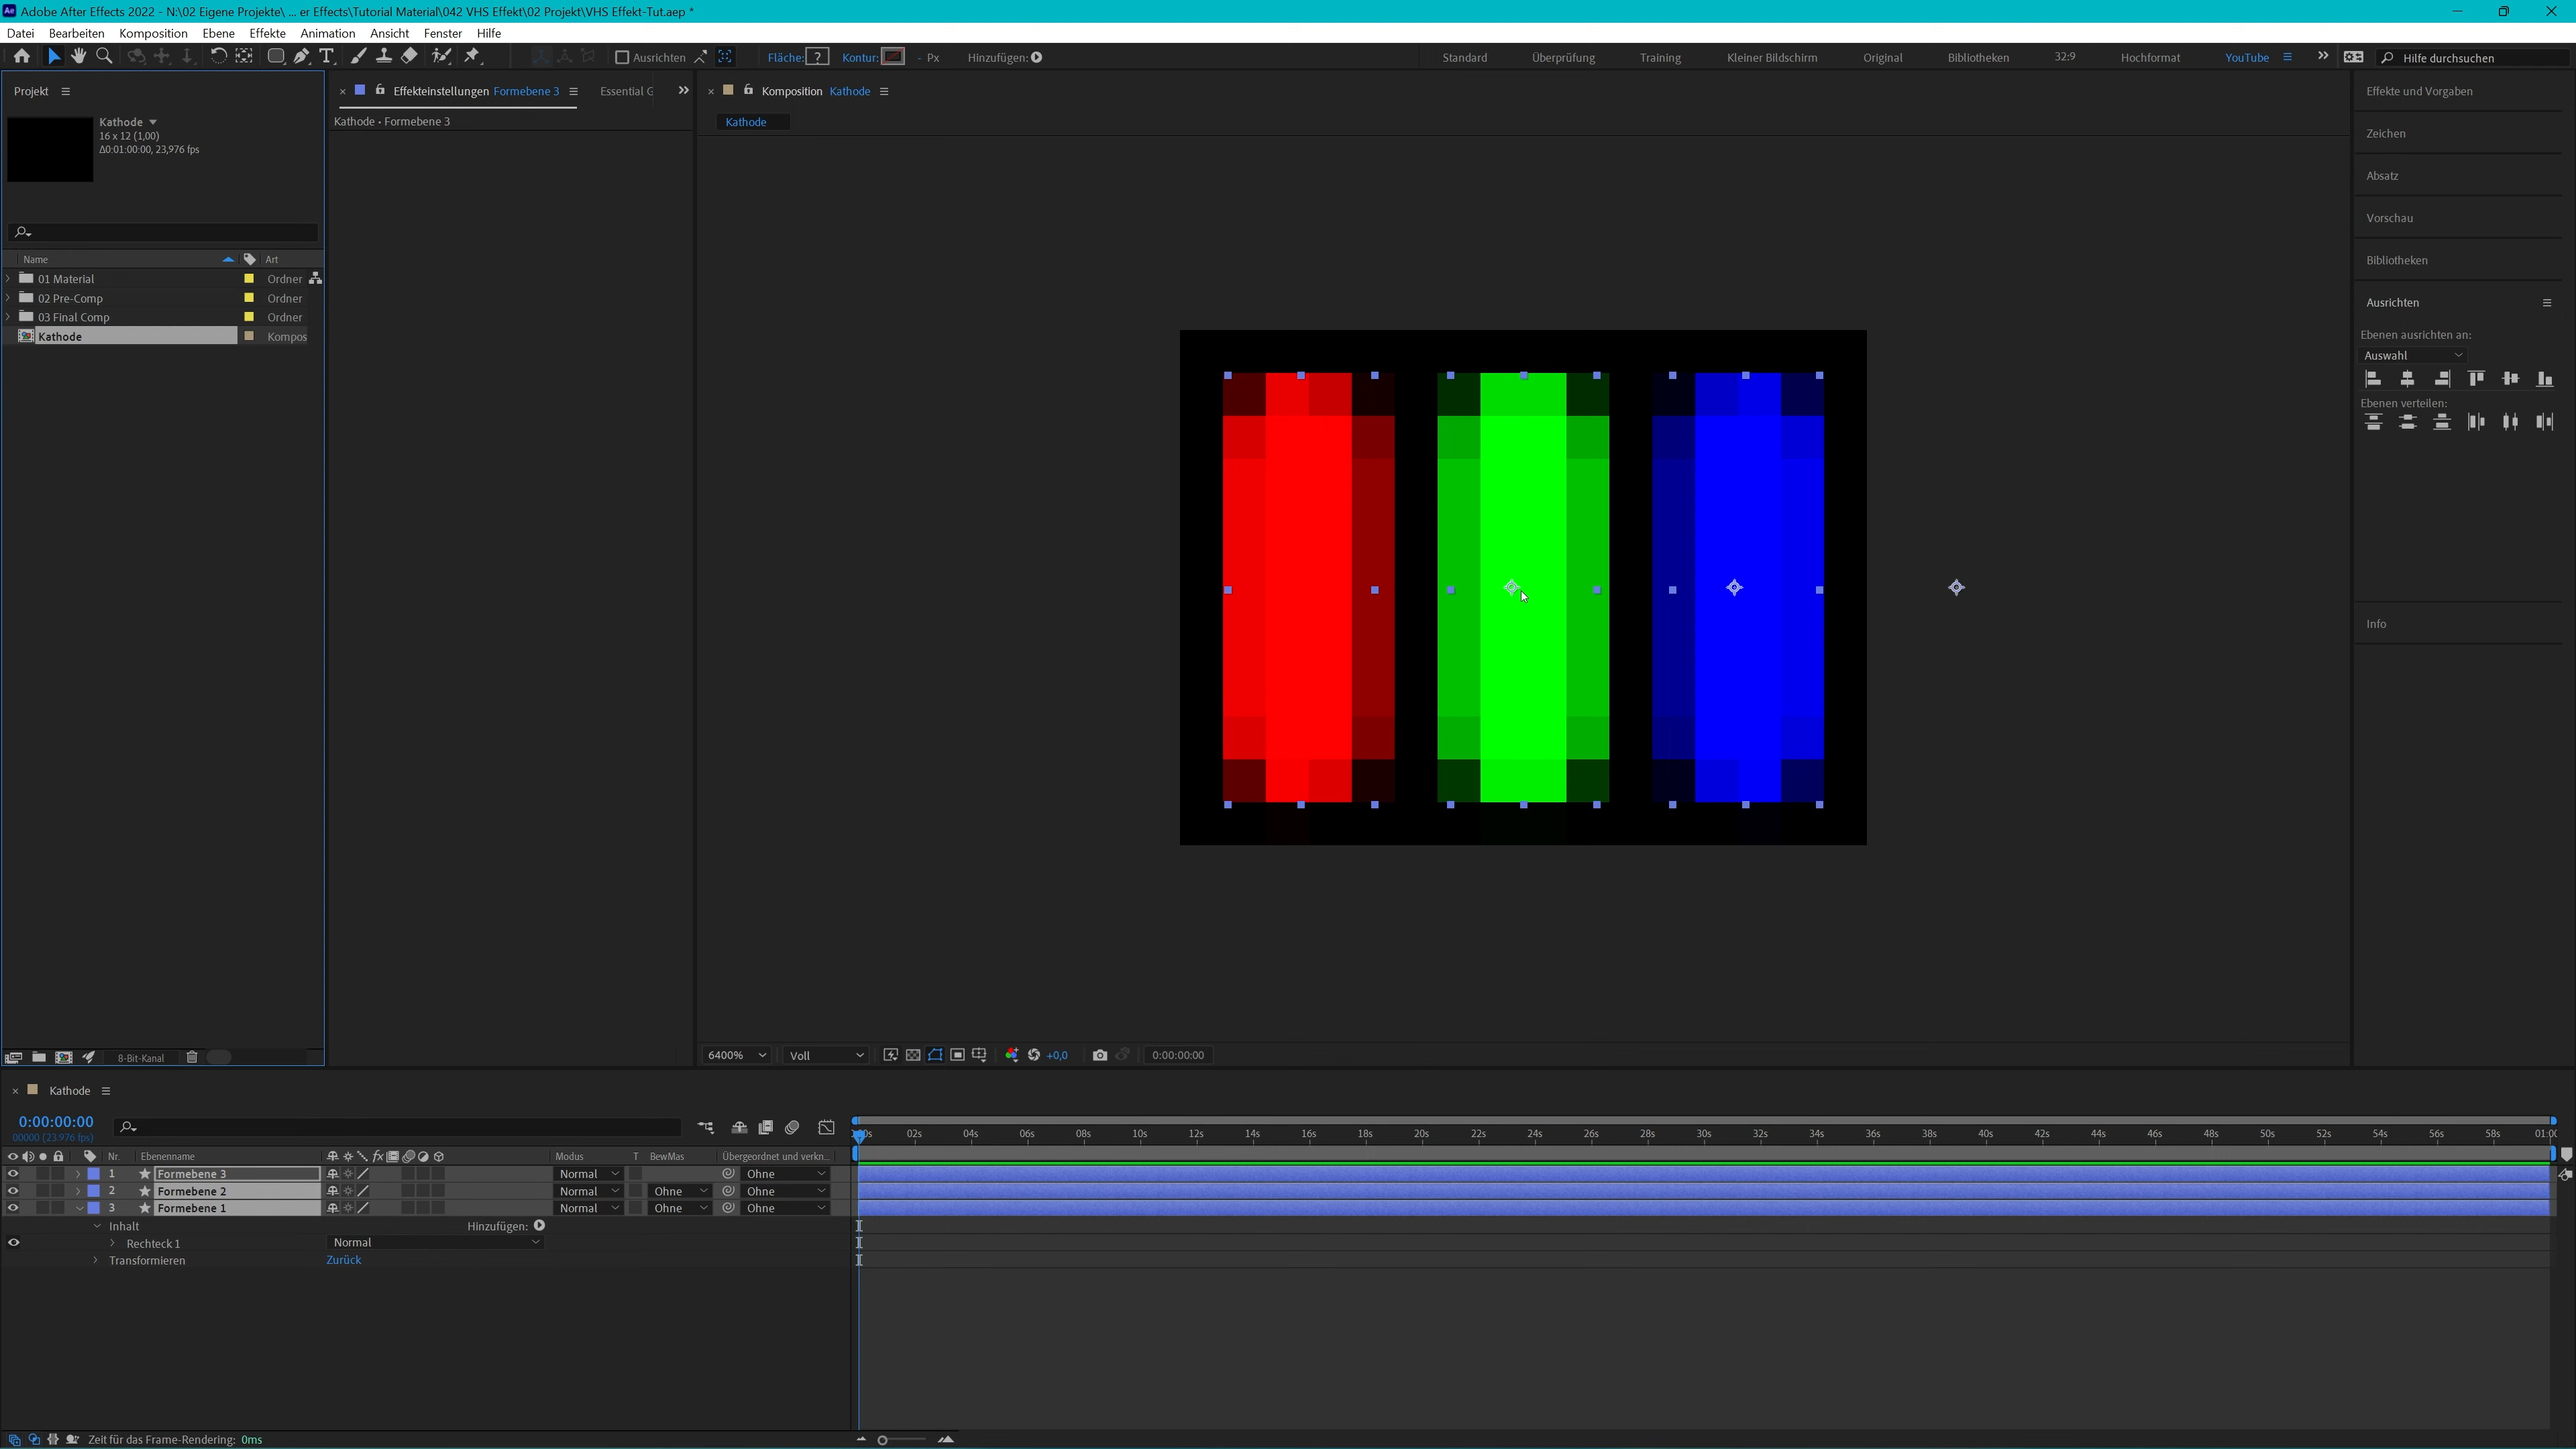 Adobe After Effects 2022 - N:\02 Eigene Projekte\ ... er Effects\Tutorial Material\042 VHS Effekt\02 Projekt\VHS Effekt-Tut.aep *
Datei Bearbeiten Komposition Ebene Effekte Animation Ansicht Fenster Hilfe
Ausrichten Fläche: ? Kontur: - Px Hinzufügen: Standard Überprüfung Training Kleiner Bildschirm Original Bibliotheken 32:9 Hochformat YouTube Hilfe durchsuchen
Projekt
Kathode
16 x 12 (1,00)
Δ0:01:00:00, 23,976 fps
Name Art
01 Material Ordner
02 Pre-Comp Ordner
03 Final Comp Ordner
Kathode Kompos
8-Bit-Kanal
Effekteinstellungen Formebene 3 Essential G
Kathode • Formebene 3
Komposition Kathode
Kathode
6400% Voll +0,0 0:00:00:00
Effekte und Vorgaben
Zeichen
Absatz
Vorschau
Bibliotheken
Ausrichten
Ebenen ausrichten an:
Auswahl
Ebenen verteilen:
Info
Kathode
0:00:00:00
00000 (23.976 fps)
02s 04s 06s 08s 10s 12s 14s 16s 18s 20s 22s 24s 26s 28s 30s 32s 34s 36s 38s 40s 42s 44s 46s 48s 50s 52s 54s 56s 58s 01:00
Nr. Ebenenname Modus T BewMas Übergeordnet und verkn...
1 Formebene 3 Normal Ohne
2 Formebene 2 Normal Ohne Ohne
3 Formebene 1 Normal Ohne Ohne
Inhalt Hinzufügen:
Rechteck 1 Normal
Transformieren Zurück
Zeit für das Frame-Rendering: 0ms